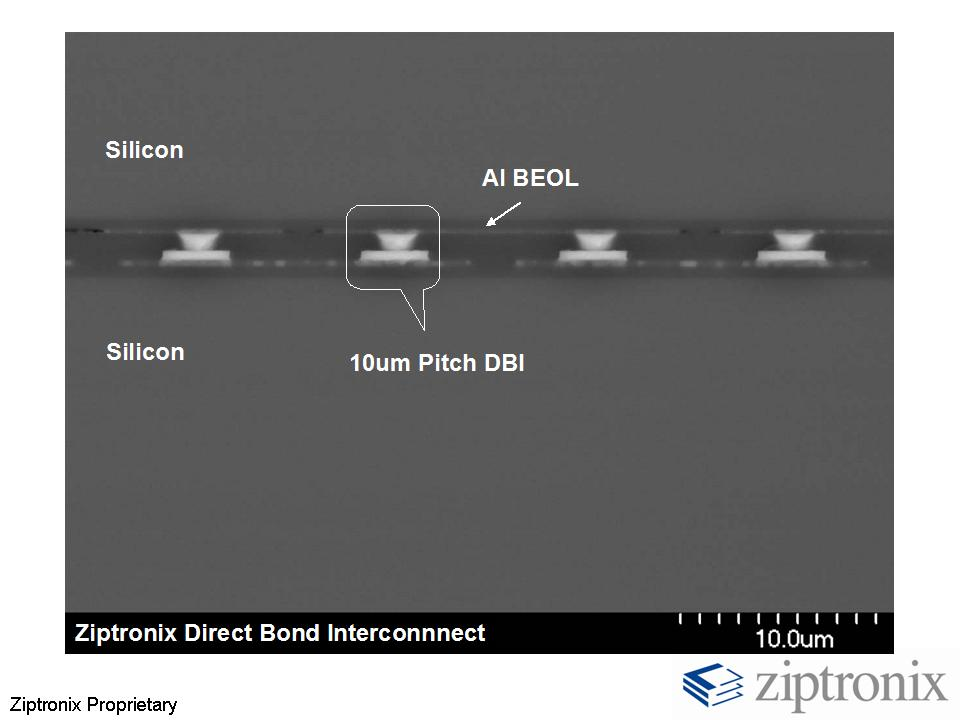 Silicon
Al BEOL
Silicon
10um Pitch DBI
Ziptronix Direct Bond Interconnnect
10.0um
ziptronix
Ziptronix Proprietary